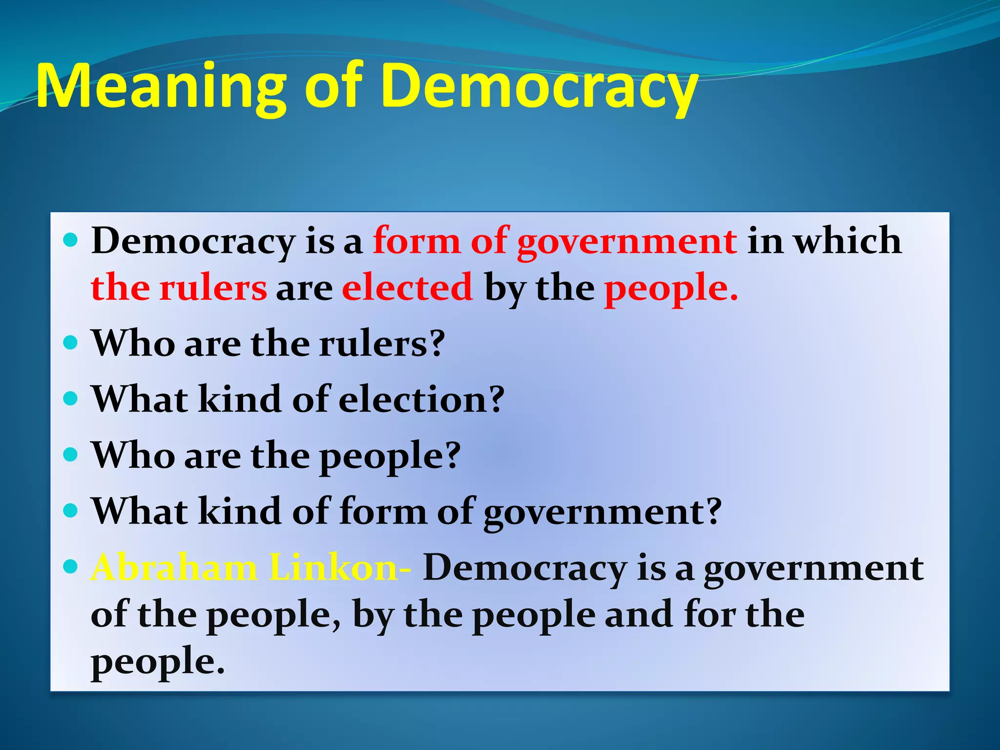 Meaning of Democracy
• Democracy is a form of government in which
the rulers are elected by the people.
• Who are the rulers?
• What kind of election?
• Who are the people?
• What kind of form of government?
• Abraham Linkon- Democracy is a government
of the people, by the people and for the
people.